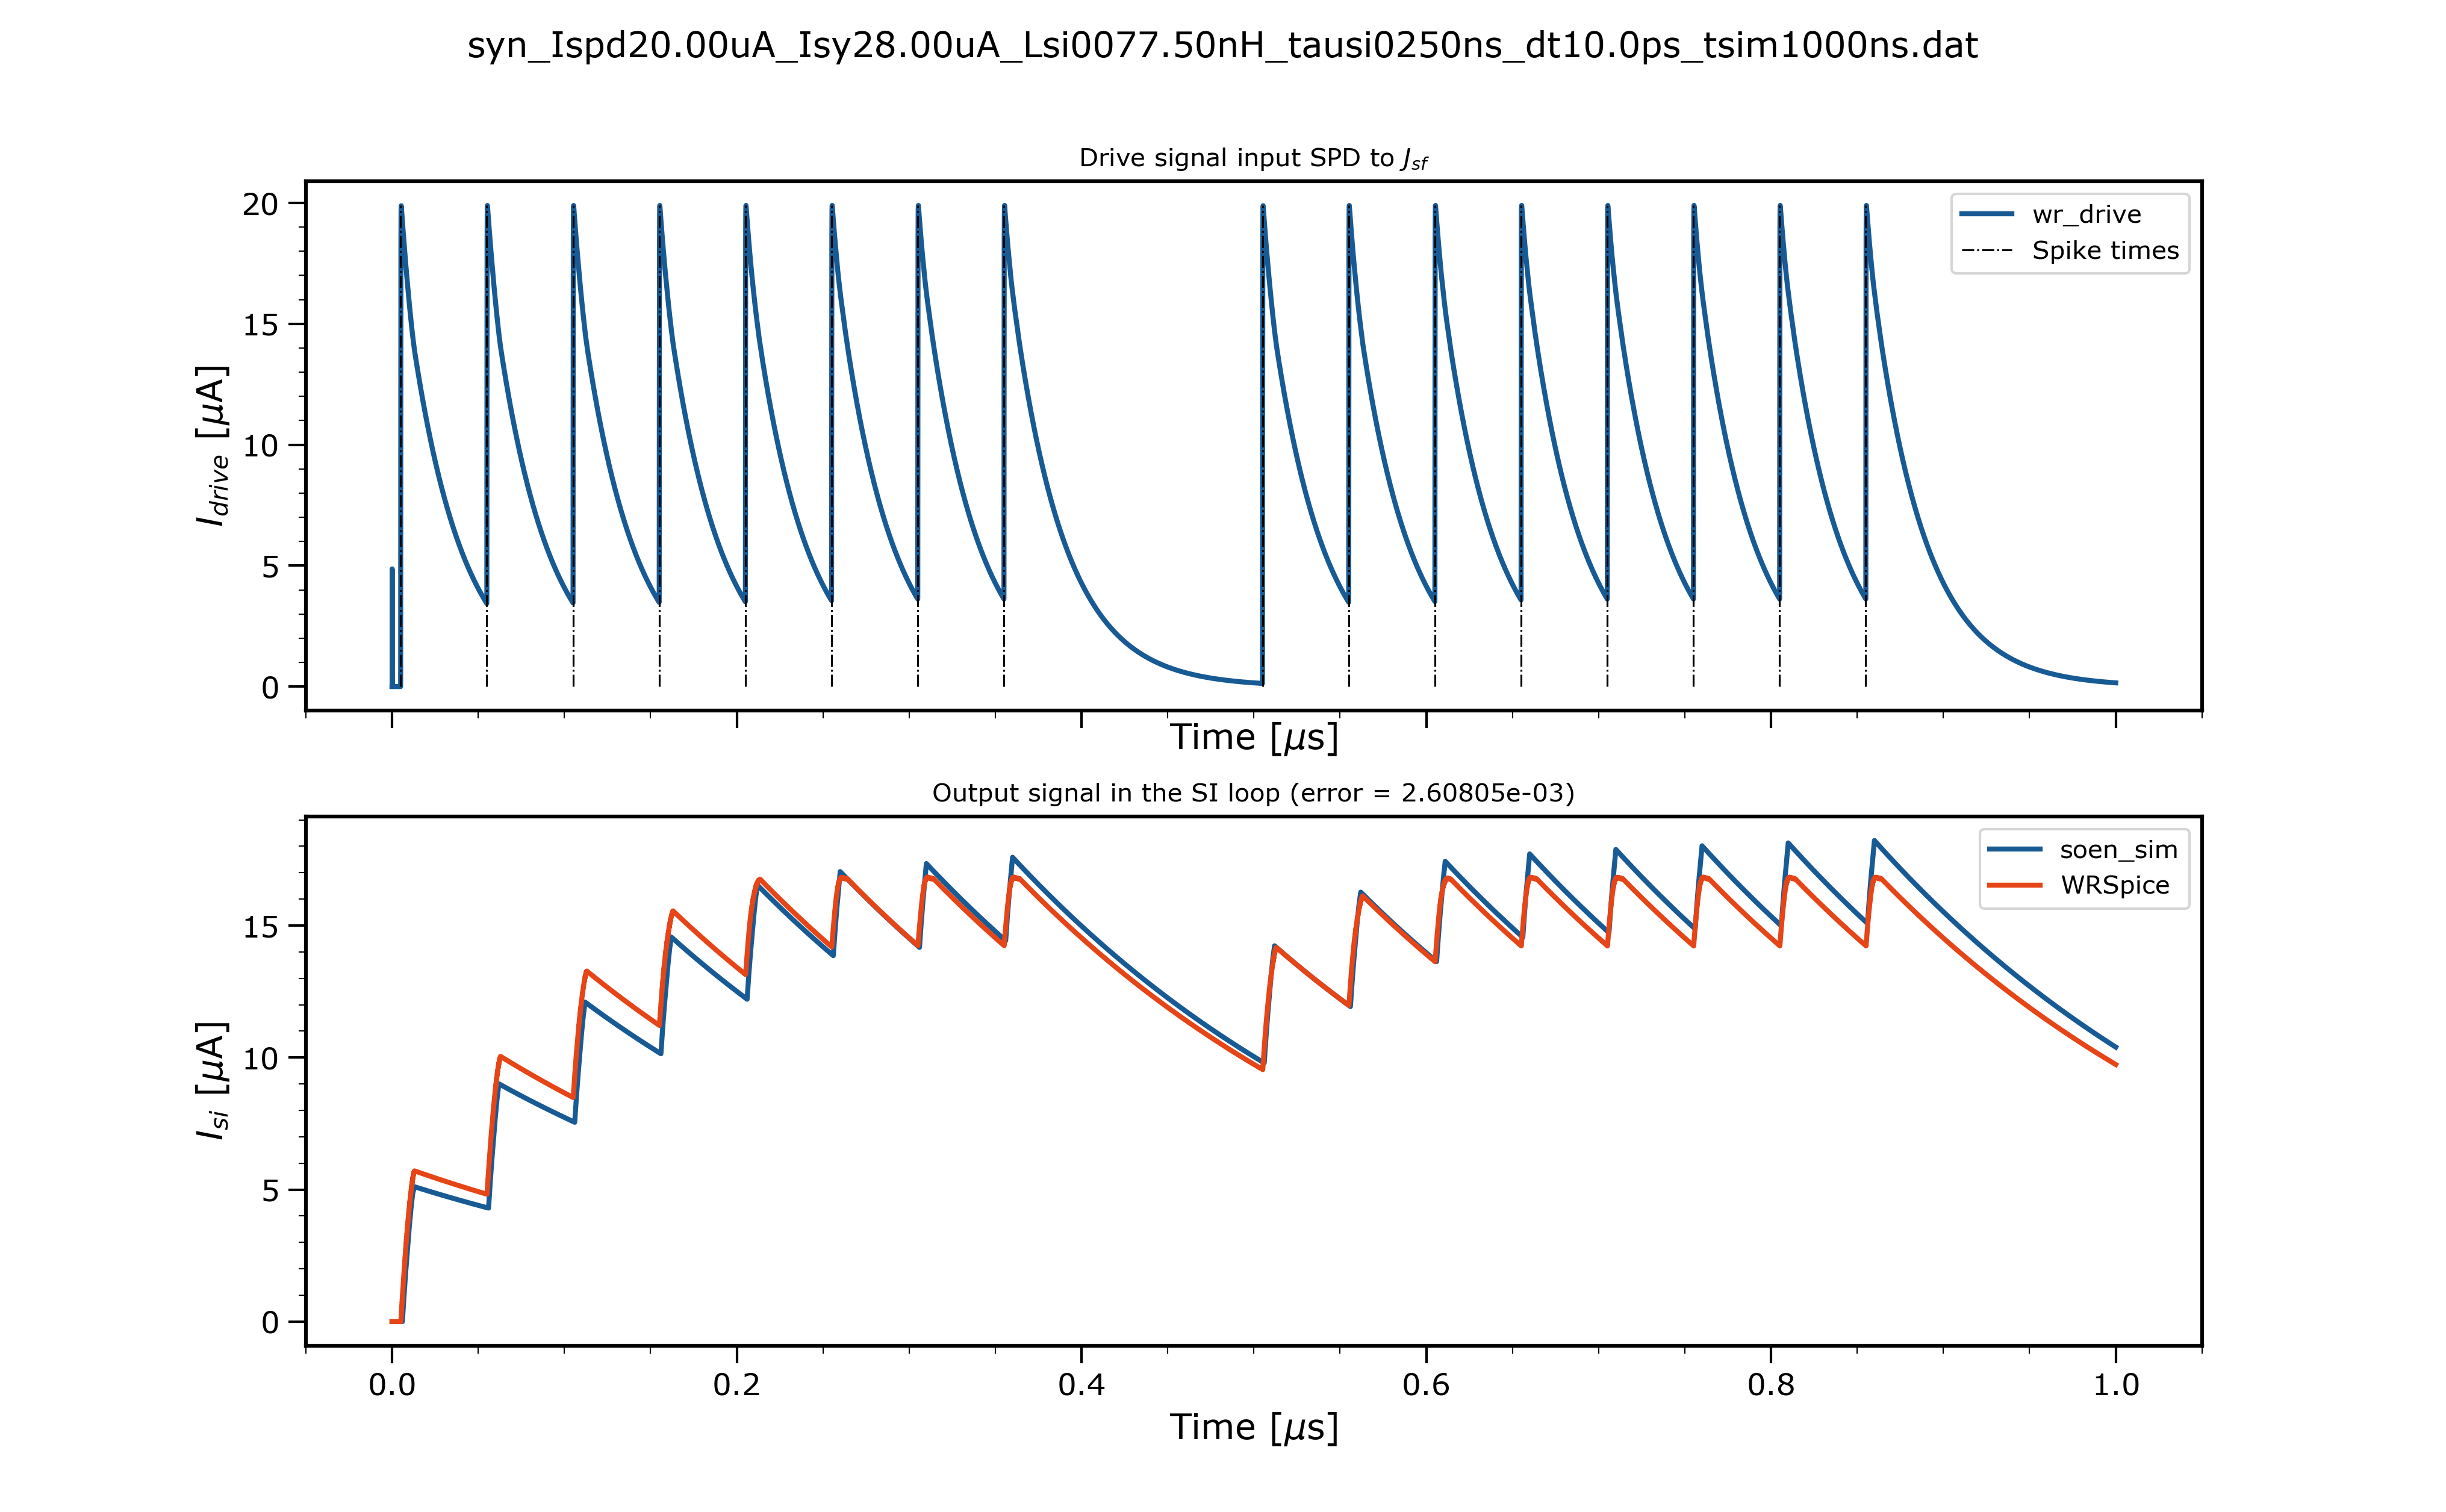 syn_Ispd20.00uA_Isy28.00uA_Lsi0077.50nH_tausi0250ns_dt10.0ps_tsim1000ns.dat
Drive signal input SPD to J_sf
20
15
10
5
0
I_drive [μA]
wr_drive
Spike times
Time [μs]
Output signal in the SI loop (error = 2.60805e-03)
15
10
5
0
I_si [μA]
soen_sim
WRSpice
0.0 0.2 0.4 0.6 0.8 1.0
Time [μs]